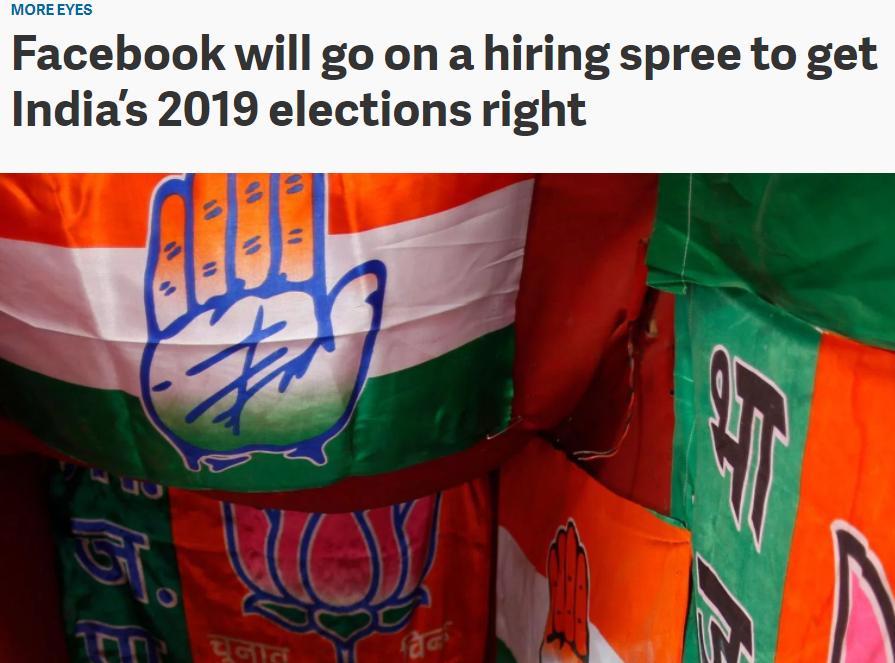 MORE EYES
Facebook will go on a hiring spree to get
India's 2019 elections right
भा
ज.